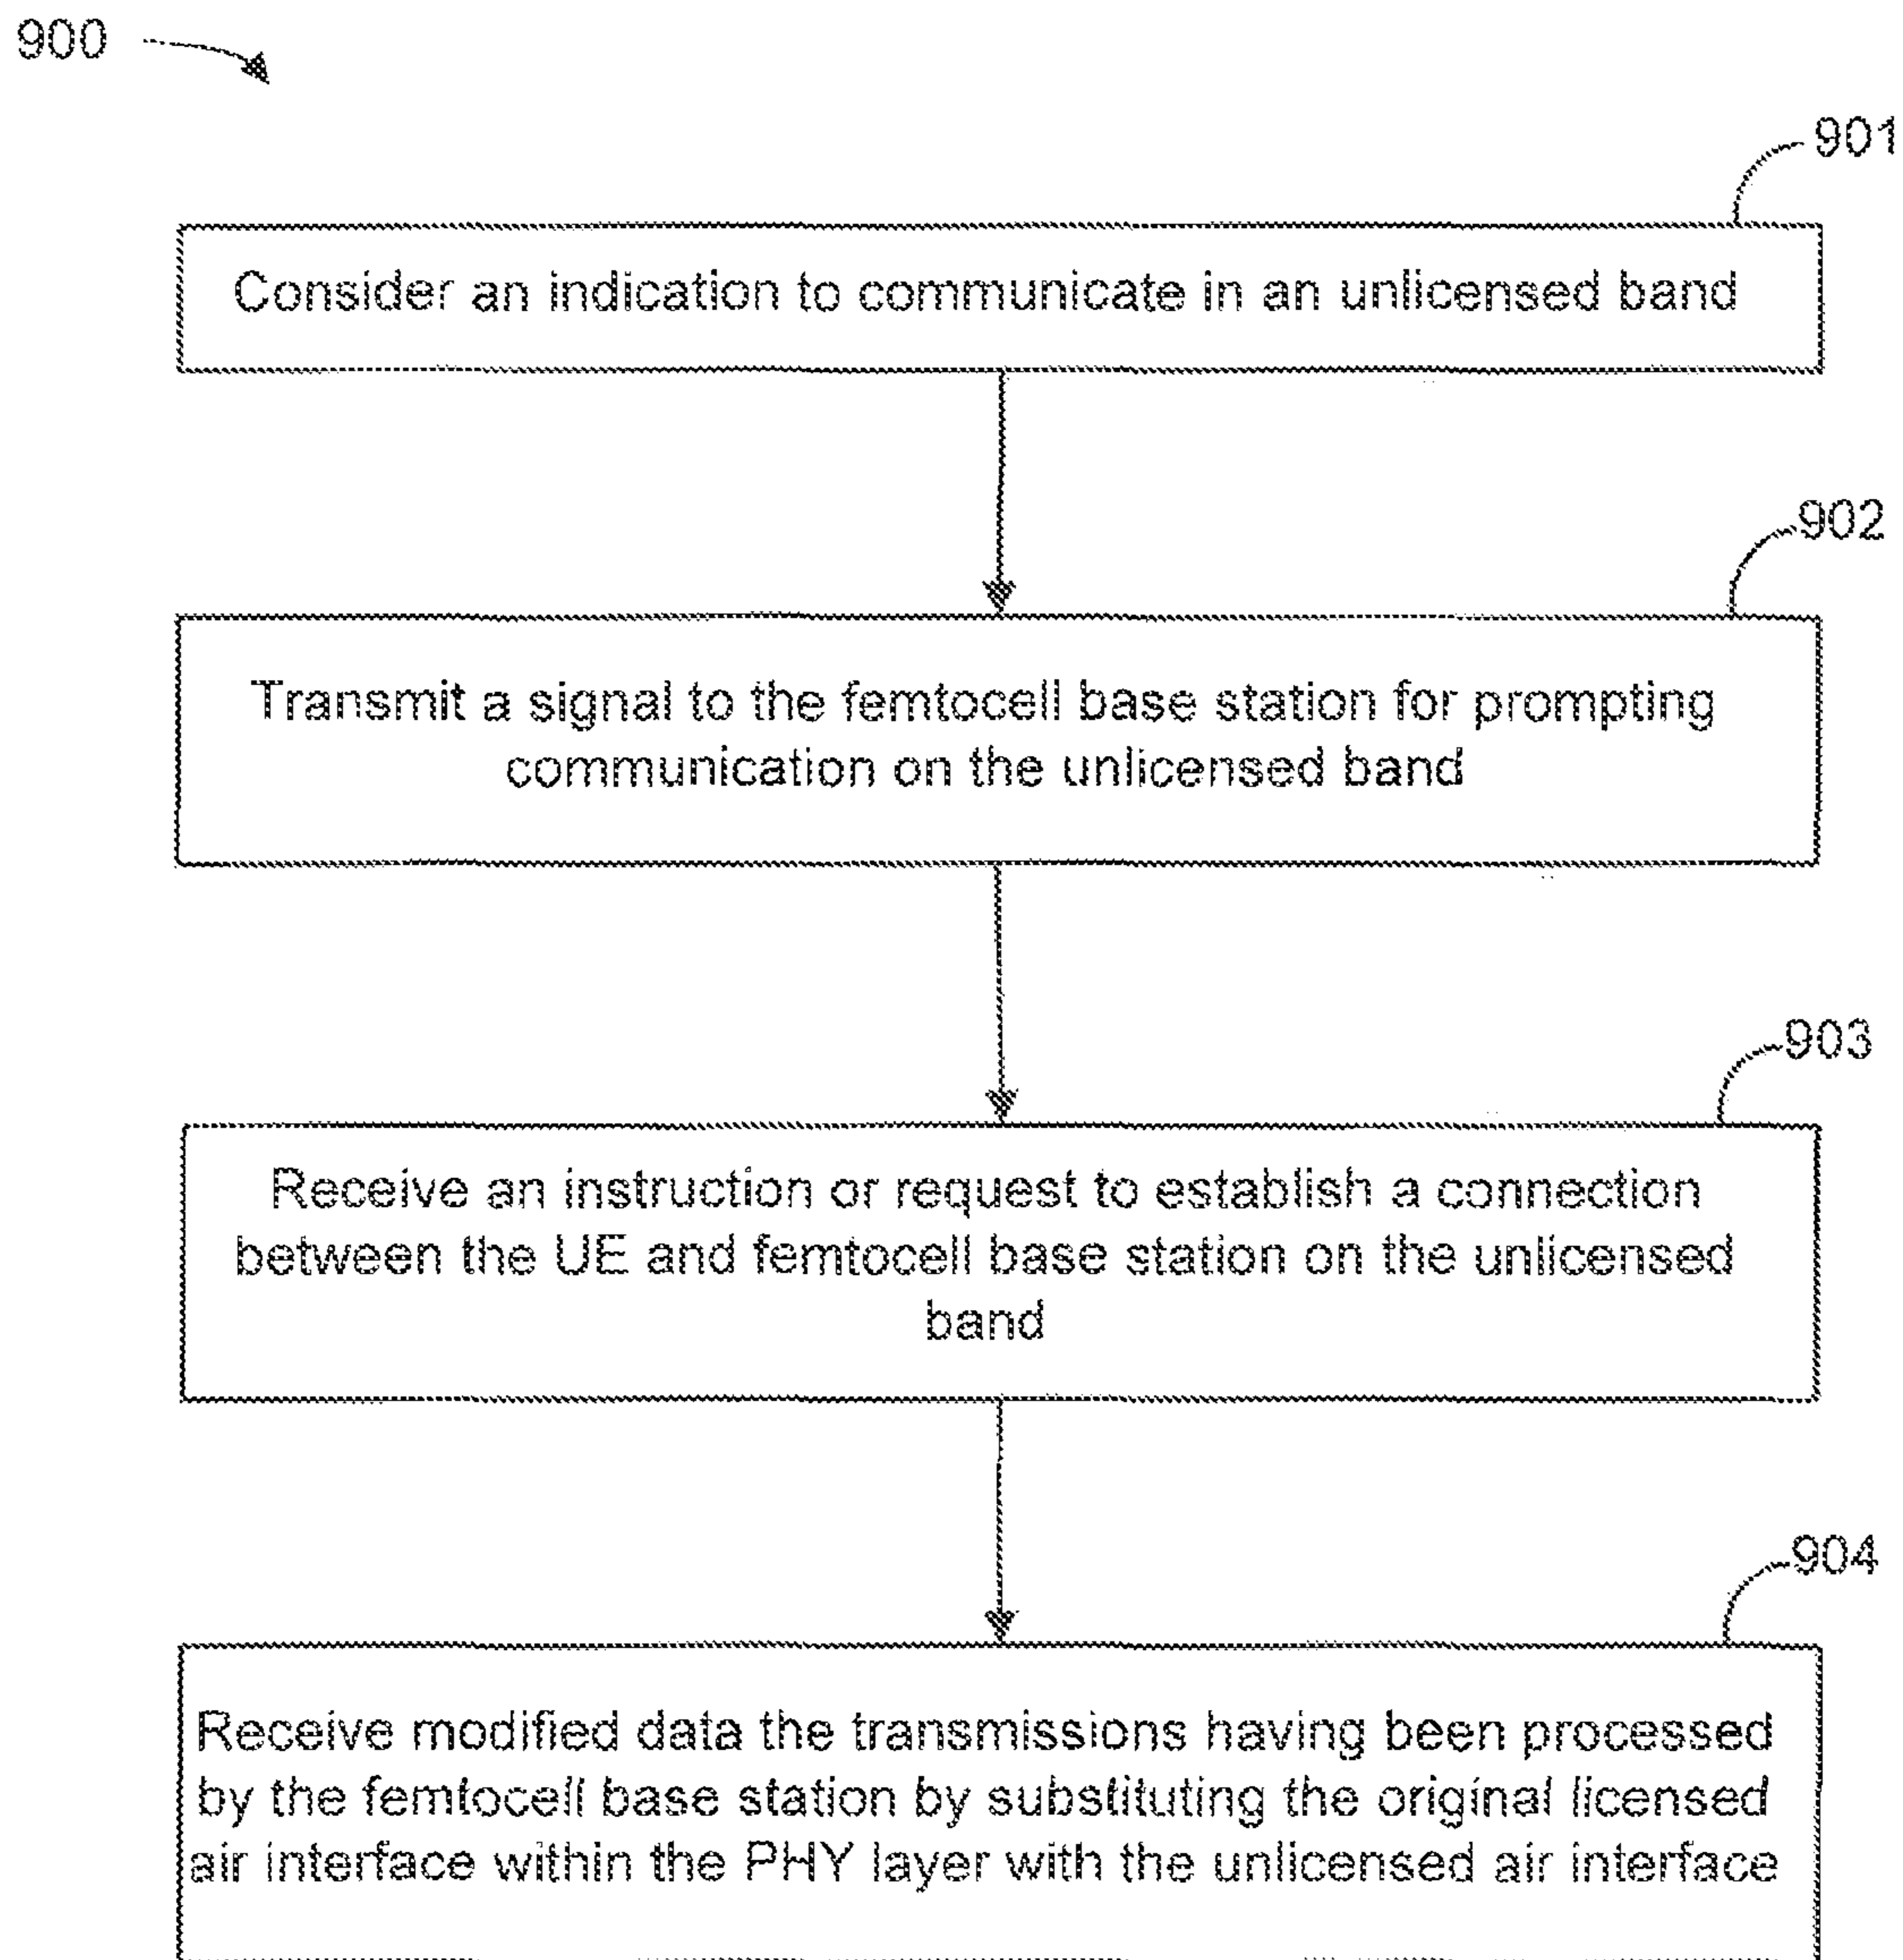 900
901
Consider an indication to communicate in an unlicensed band
902
Transmit a signal to the femtocell base station for prompting
communication on the unlicensed band
903
Receive an instruction or request to establish a connection
between the UE and femtocell base station on the unlicensed
band
904
Receive modified data the transmissions having been processed
by the femtocell base station by substituting the original licensed
air interface within the PHY layer with the unlicensed air interface